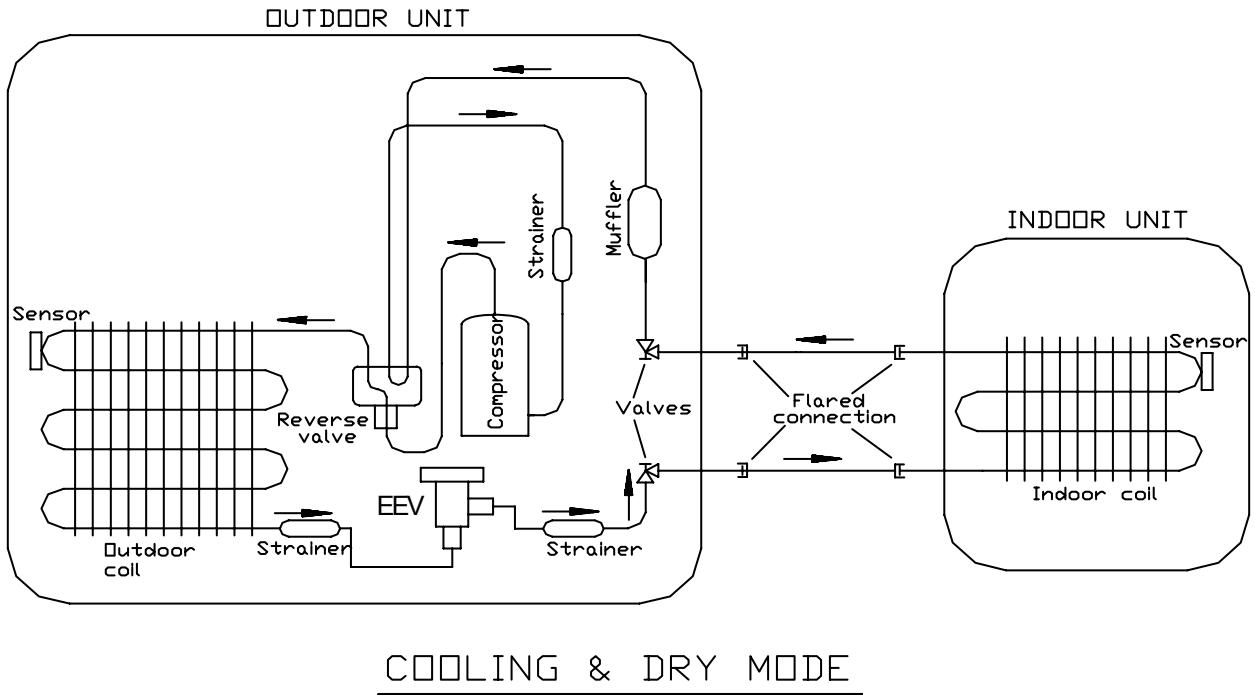 OUTDOOR UNIT
Strainer
Muffler
INDOOR UNIT
Sensor
Compressor
Sensor
Reverse
valve
Valves
Flared
connection
EEV
Indoor coil
Outdoor
coil
Strainer
Strainer
COOLING & DRY MODE